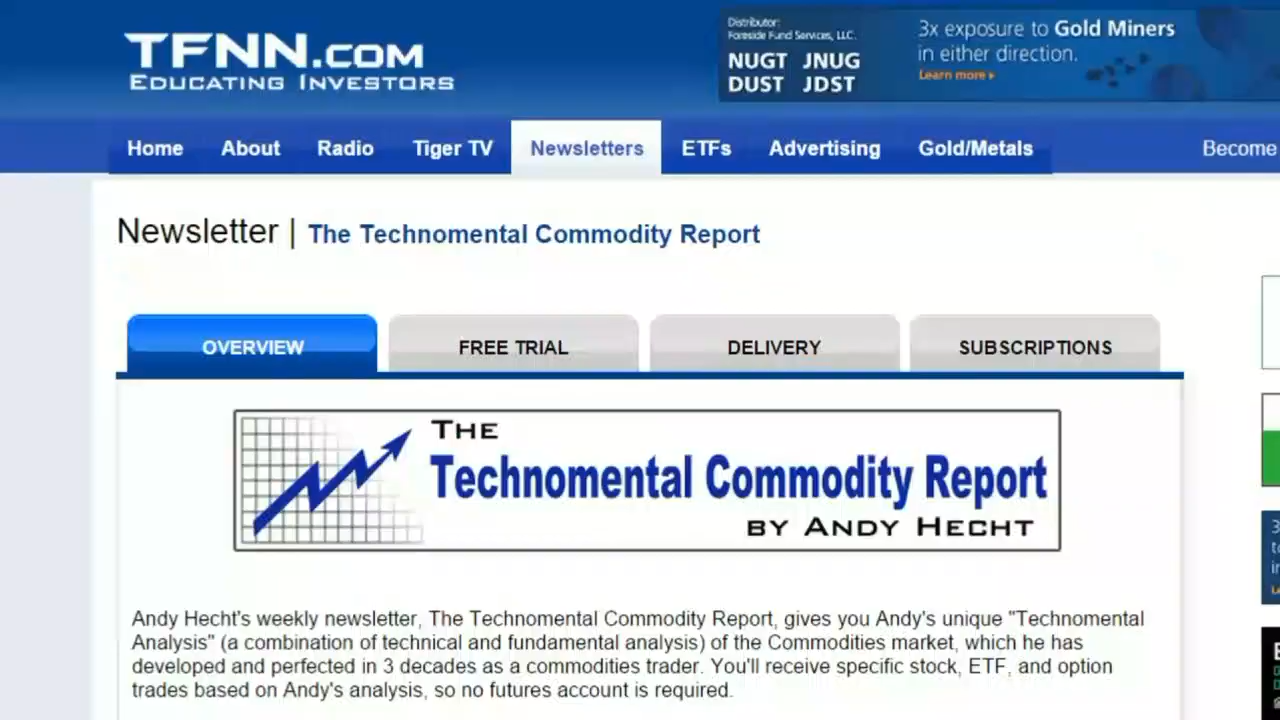 TFNN.COM
EDUCATING INVESTORS
Distributor:
Foreside Fund Services, LLC.
NUGT JNUG
DUST JDST
3x exposure to Gold Miners
in either direction.
Learn more
Home About Radio Tiger TV Newsletters ETFs Advertising Gold/Metals Become
Newsletter | The Technomental Commodity Report
OVERVIEW FREE TRIAL DELIVERY SUBSCRIPTIONS
THE
Technomental Commodity Report
BY ANDY HECHT
Andy Hecht's weekly newsletter, The Technomental Commodity Report, gives you Andy's unique "Technomental
Analysis" (a combination of technical and fundamental analysis) of the Commodities market, which he has
developed and perfected in 3 decades as a commodities trader. You'll receive specific stock, ETF, and option
trades based on Andy's analysis, so no futures account is required.